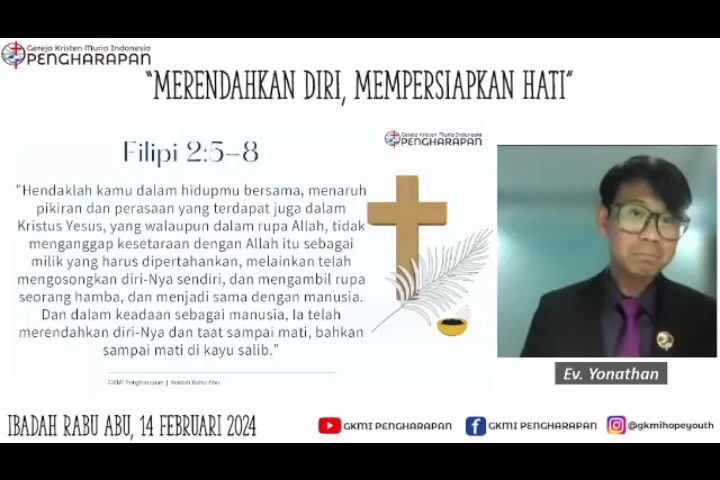 Gereja Kristen Muria Indonesia
PENGHARAPAN
"MERENDAHKAN DIRI, MEMPERSIAPKAN HATI"
Filipi 2:5–8
Gereja Kristen Muria Indonesia
PENGHARAPAN
"Hendaklah kamu dalam hidupmu bersama, menaruh
pikiran dan perasaan yang terdapat juga dalam
Kristus Yesus, yang walaupun dalam rupa Allah, tidak
menganggap kesetaraan dengan Allah itu sebagai
milik yang harus dipertahankan, melainkan telah
mengosongkan diri-Nya sendiri, dan mengambil rupa
seorang hamba, dan menjadi sama dengan manusia.
Dan dalam keadaan sebagai manusia, Ia telah
merendahkan diri-Nya dan taat sampai mati, bahkan
sampai mati di kayu salib."
GKMI Pengharapan | Ibadah Rabu Abu
Ev. Yonathan
IBADAH RABU ABU, 14 FEBRUARI 2024
GKMI PENGHARAPAN
GKMI PENGHARAPAN
@gkmihopeyouth